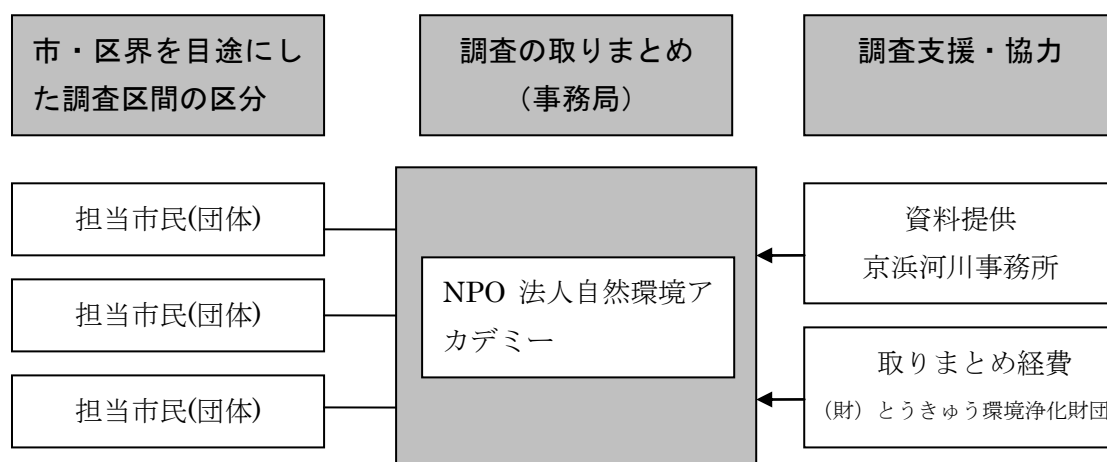 市・区界を目途にし
た調査区間の区分
調査の取りまとめ
（事務局）
調査支援・協力
担当市民(団体)
担当市民(団体)
担当市民(団体)
NPO 法人自然環境ア
カデミー
資料提供
京浜河川事務所
取りまとめ経費
（財）とうきゅう環境浄化財団